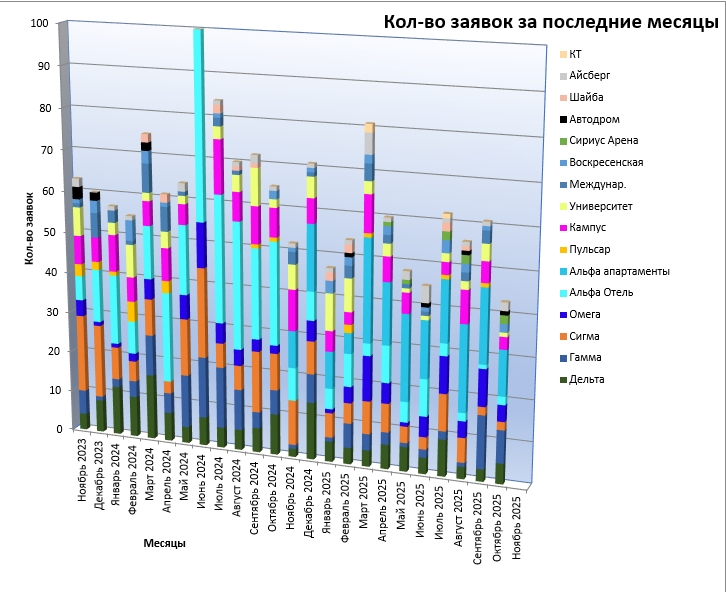 Кол-во заявок за последние месяцы
100
90
80
70
60
50
40
30
20
10
0
Кол-во заявок
Ноябрь 2023
Декабрь 2023
Январь 2024
Февраль 2024
Март 2024
Апрель 2024
Май 2024
Июнь 2024
Июль 2024
Август 2024
Сентябрь 2024
Октябрь 2024
Ноябрь 2024
Декабрь 2024
Январь 2025
Февраль 2025
Март 2025
Апрель 2025
Май 2025
Июнь 2025
Июль 2025
Август 2025
Сентябрь 2025
Октябрь 2025
Ноябрь 2025
Месяцы
КТ
Айсберг
Шайба
Автодром
Сириус Арена
Воскресенская
Междунар.
Университет
Кампус
Пульсар
Альфа апартаменты
Альфа Отель
Омега
Сигма
Гамма
Дельта